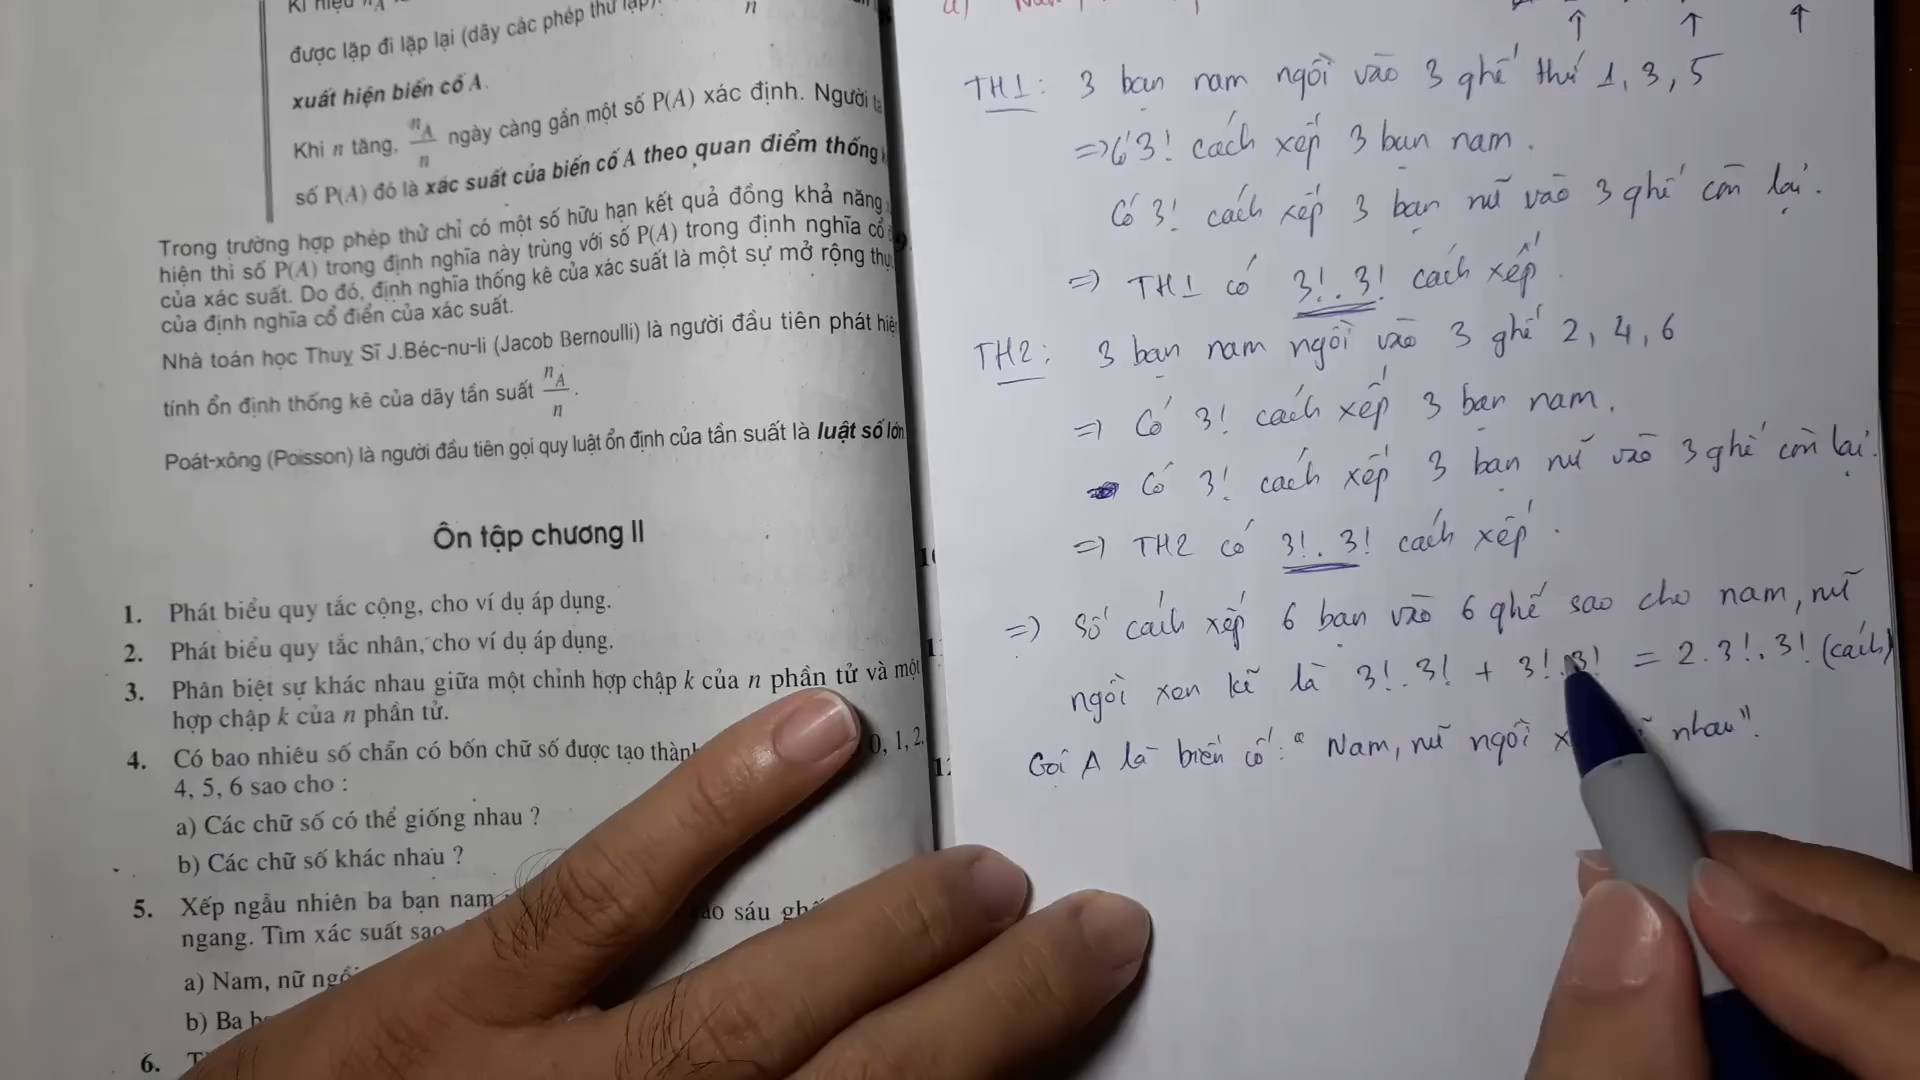 Kí hiệu
được lặp đi lặp lại (dãy các phép thử lặp).
n
xuất hiện biến cố A.
Khi n tăng, n_A/n ngày càng gần một số P(A) xác định. Người ta
số P(A) đó là xác suất của biến cố A theo quan điểm thống
Trong trường hợp phép thử chỉ có một số hữu hạn kết quả đồng khả năng
hiện thì số P(A) trong định nghĩa này trùng với số P(A) trong định nghĩa cổ
của xác suất. Do đó, định nghĩa thống kê của xác suất là một sự mở rộng
của định nghĩa cổ điển của xác suất.
Nhà toán học Thuỵ Sĩ J.Béc-nu-li (Jacob Bernoulli) là người đầu tiên phát
tính ổn định thống kê của dãy tần suất n_A/n.
Poát-xông (Poisson) là người đầu tiên gọi quy luật ổn định của tần suất là luật số lớn
Ôn tập chương II
1. Phát biểu quy tắc cộng, cho ví dụ áp dụng.
2. Phát biểu quy tắc nhân, cho ví dụ áp dụng.
3. Phân biệt sự khác nhau giữa một chỉnh hợp chập k của n phần tử và một
hợp chập k của n phần tử.
4. Có bao nhiêu số chẵn có bốn chữ số được tạo thành 0, 1, 2,
4, 5, 6 sao cho :
a) Các chữ số có thể giống nhau ?
b) Các chữ số khác nhau ?
5. Xếp ngẫu nhiên ba bạn nam sáu
ngang. Tìm xác suất sao
a) Nam, nữ
b) Ba
6.
a)
TH1: 3 bạn nam ngồi vào 3 ghế thứ 1, 3, 5
=> Có 3! cách xếp 3 bạn nam.
Có 3! cách xếp 3 bạn nữ vào 3 ghế còn lại.
=> TH1 có 3!.3! cách xếp.
TH2: 3 bạn nam ngồi vào 3 ghế 2, 4, 6
=> Có 3! cách xếp 3 bạn nam.
Có 3! cách xếp 3 bạn nữ vào 3 ghế còn lại.
=> TH2 có 3!.3! cách xếp.
=> Số cách xếp 6 bạn vào 6 ghế sao cho nam, nữ
ngồi xen kẽ là 3!.3! + 3!.3! = 2.3!.3! (cách)
Gọi A là biến cố: "Nam, nữ ngồi nhau".